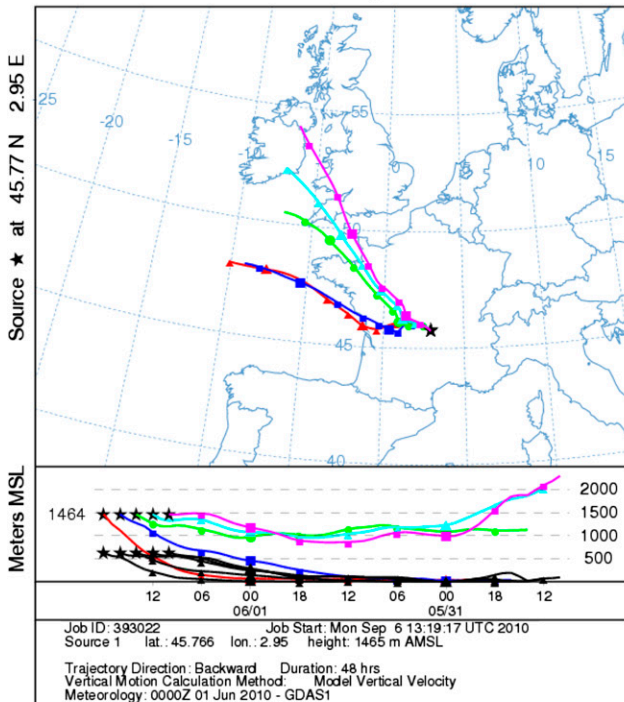 -25
-20
-15
-10
-55
50
10
15
5
0
-5
45
40
Source ★ at 45.77 N 2.95 E
Meters MSL
1464
2000
1500
1000
500
12 06 00 18 12 06 00 18 12
06/01 05/31
Job ID: 393022 Job Start: Mon Sep 6 13:19:17 UTC 2010
Source 1 lat.: 45.766 lon.: 2.95 height: 1465 m AMSL
Trajectory Direction: Backward Duration: 48 hrs
Vertical Motion Calculation Method: Model Vertical Velocity
Meteorology: 0000Z 01 Jun 2010 - GDAS1